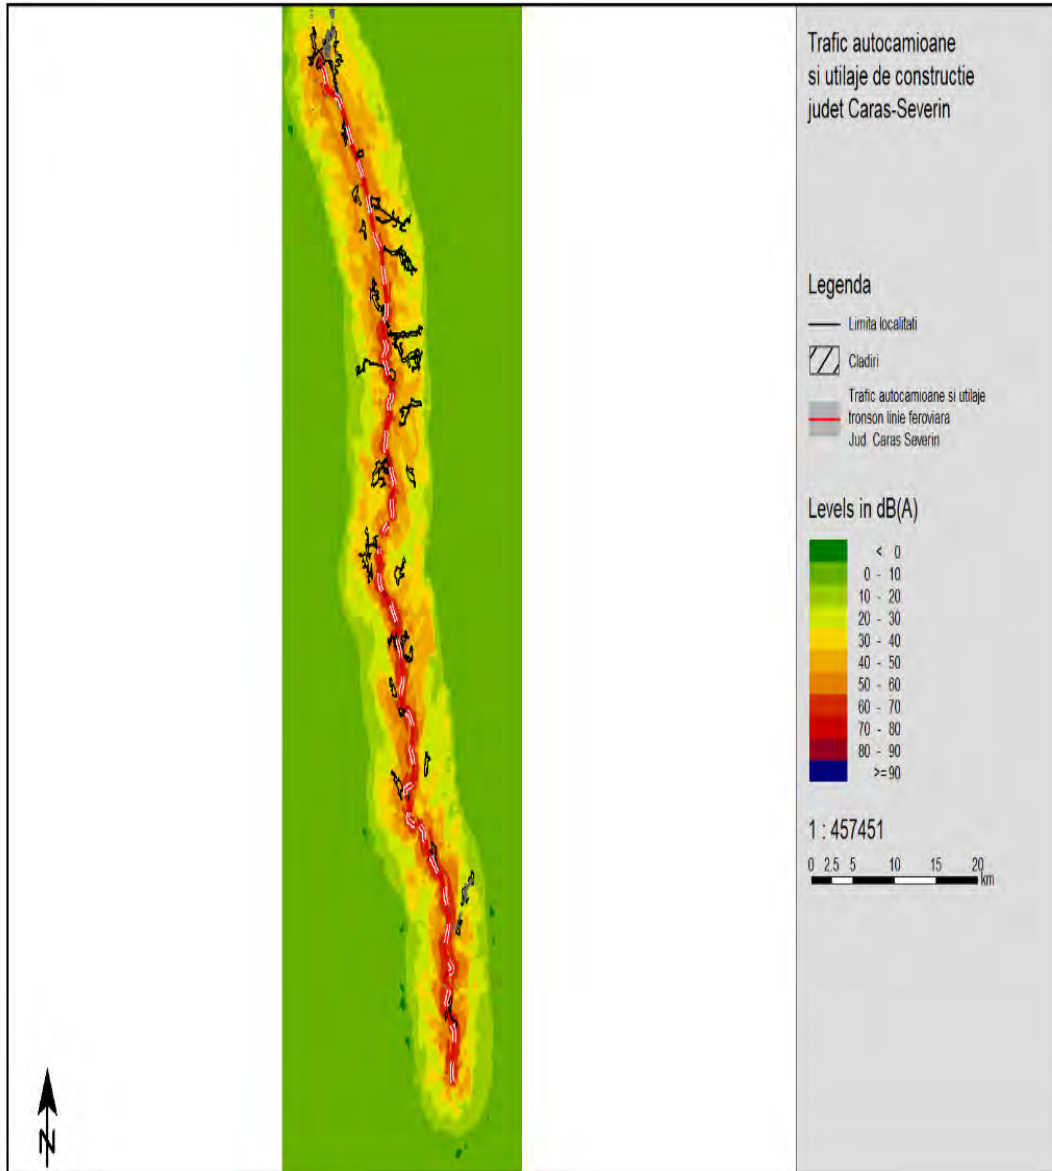 Trafic autocamioane
si utilaje de constructie
judet Caras-Severin
Legenda
Limita localitati
Cladiri
Trafic autocamioane si utilaje
tronson linie feroviara
Jud. Caras Severin
Levels in dB(A)
< 0
0 - 10
10 - 20
20 - 30
30 - 40
40 - 50
50 - 60
60 - 70
70 - 80
80 - 90
>=90
1 : 457451
0 2.5 5 10 15 20
km
N